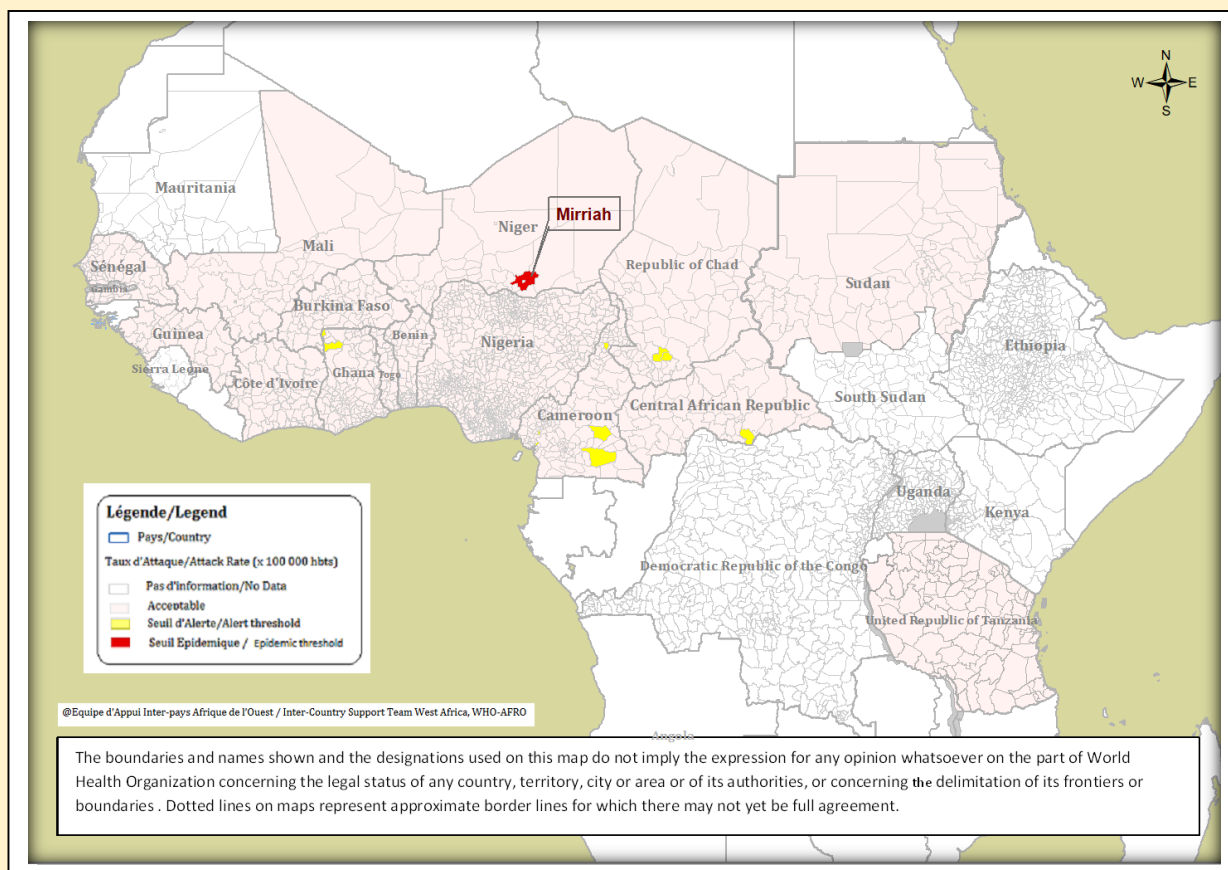 N
W E
S
Mauritania
Mirriah
Niger
Mali
Republic of Chad
Sénégal
Gambia
Sudan
Burkina Faso
Guinea
Benin
Nigeria
Ethiopia
Sierra Leone
Côte d'Ivoire
Ghana
Togo
South Sudan
Central African Republic
Cameroon
Uganda
Kenya
Democratic Republic of the Congo
United Republic of Tanzania
Légende/Legend
Pays/Country
Taux d'Attaque/Attack Rate (x 100 000 hbts)
Pas d'information/No Data
Acceptable
Seuil d'Alerte/Alert threshold
Seuil Epidemique / Epidemic threshold
@Equipe d'Appui Inter-pays Afrique de l'Ouest / Inter-Country Support Team West Africa, WHO-AFRO
Angola
The boundaries and names shown and the designations used on this map do not imply the expression for any opinion whatsoever on the part of World
Health Organization concerning the legal status of any country, territory, city or area or of its authorities, or concerning the delimitation of its frontiers or
boundaries . Dotted lines on maps represent approximate border lines for which there may not yet be full agreement.